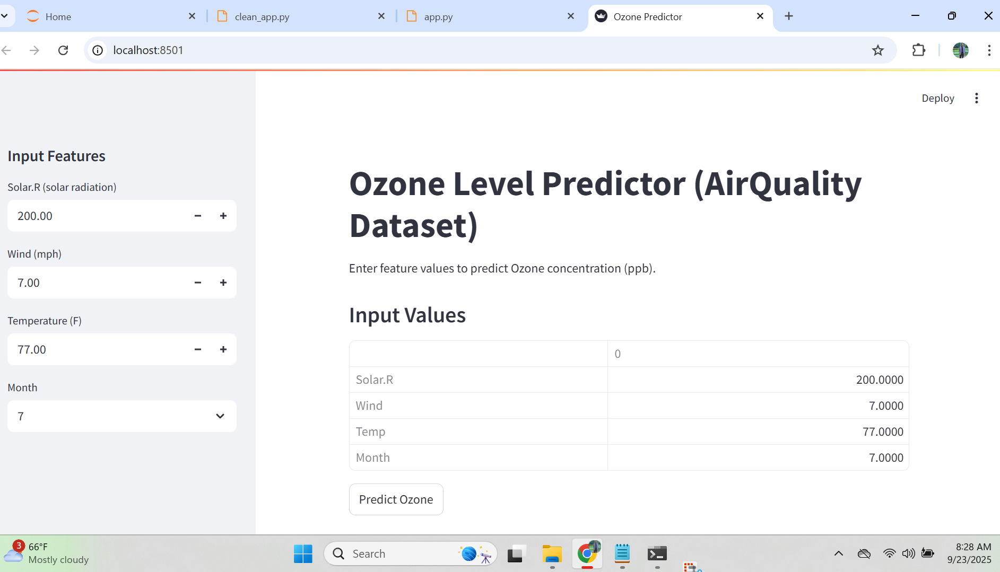 Home
clean_app.py
app.py
Ozone Predictor
localhost:8501
Deploy
Input Features
Solar.R (solar radiation)
200.00
Wind (mph)
7.00
Temperature (F)
77.00
Month
7
Ozone Level Predictor (AirQuality
Dataset)
Enter feature values to predict Ozone concentration (ppb).
Input Values
0
Solar.R 200.0000
Wind 7.0000
Temp 77.0000
Month 7.0000
Predict Ozone
3
66°F
Mostly cloudy
Search
8:28 AM
9/23/2025